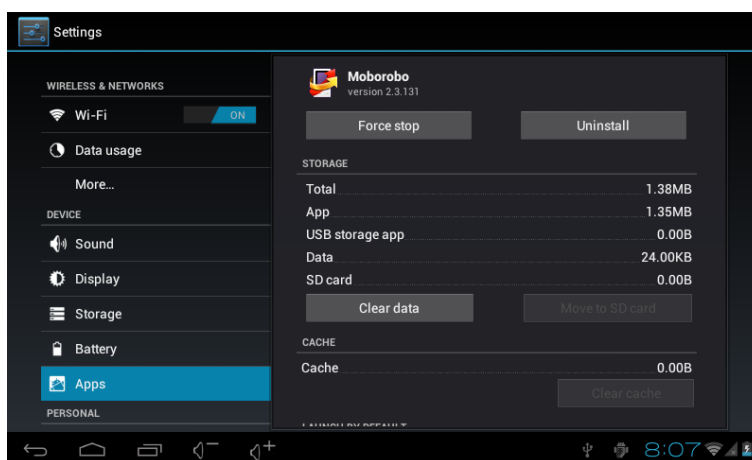 Settings
WIRELESS & NETWORKS
Wi-Fi
ON
Data usage
More...
DEVICE
Sound
Display
Storage
Battery
Apps
PERSONAL
Moborobo
version 2.3.131
Force stop
Uninstall
STORAGE
Total 1.38MB
App 1.35MB
USB storage app 0.00B
Data 24.00KB
SD card 0.00B
Clear data
Move to SD card
CACHE
Cache 0.00B
Clear cache
LAUNCH BY DEFAULT
8:07